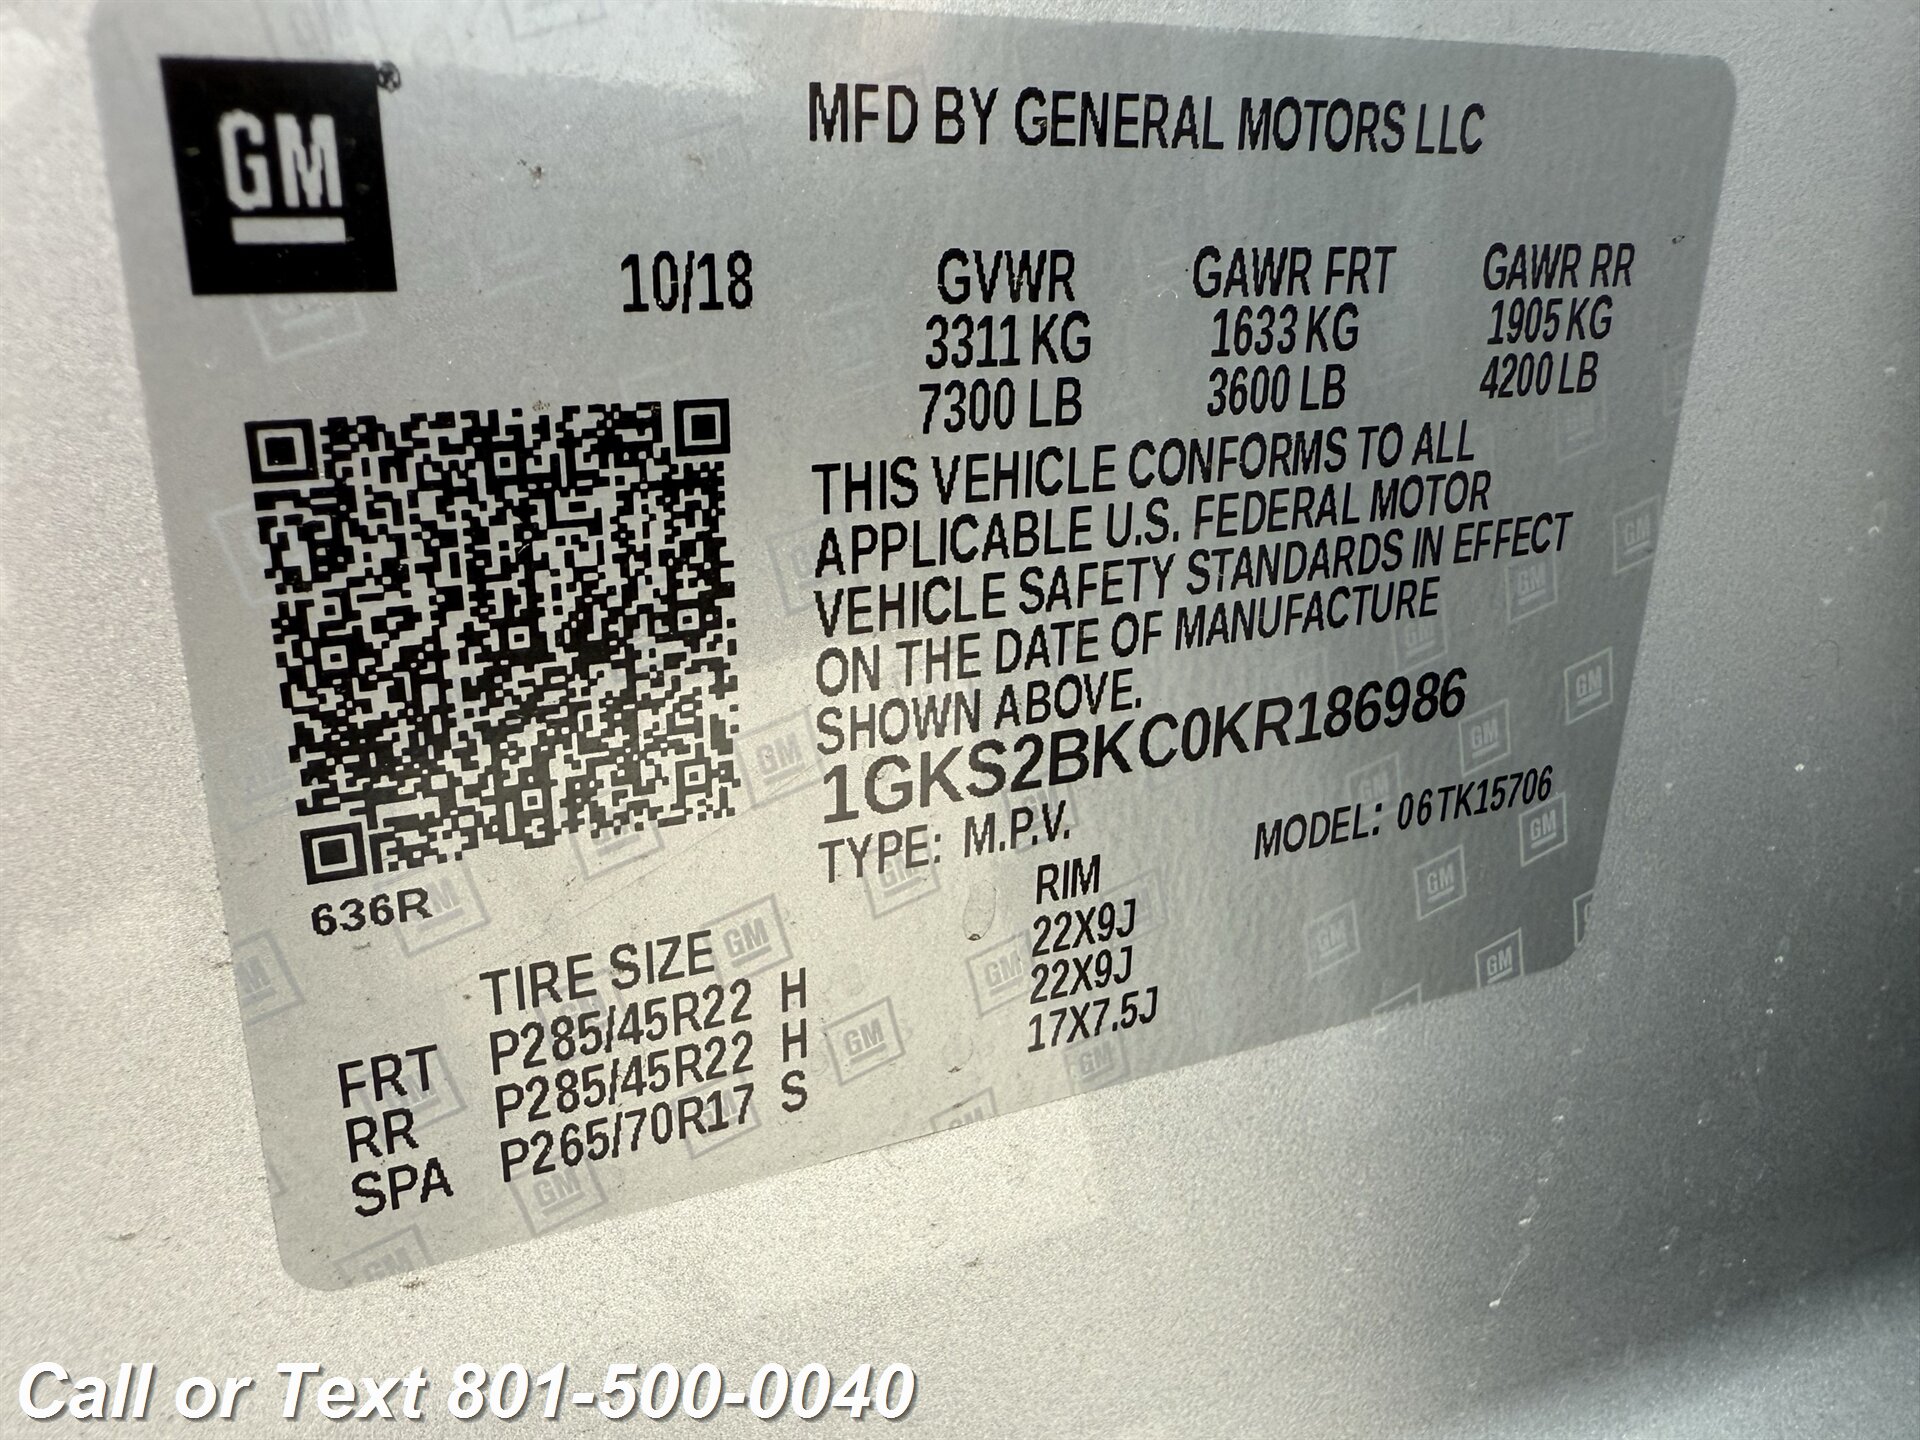 GM
MFD BY GENERAL MOTORS LLC
10/18 GVWR GAWR FRT GAWR RR
3311 KG 1633 KG 1905 KG
7300 LB 3600 LB 4200 LB
THIS VEHICLE CONFORMS TO ALL
APPLICABLE U.S. FEDERAL MOTOR
VEHICLE SAFETY STANDARDS IN EFFECT
ON THE DATE OF MANUFACTURE
SHOWN ABOVE.
1GKS2BKC0KR186986
TYPE: M.P.V. MODEL: 06TK15706
636R
TIRE SIZE RIM
FRT P285/45R22 H 22X9J
RR P285/45R22 H 22X9J
SPA P265/70R17 S 17X7.5J
Call or Text 801-500-0040